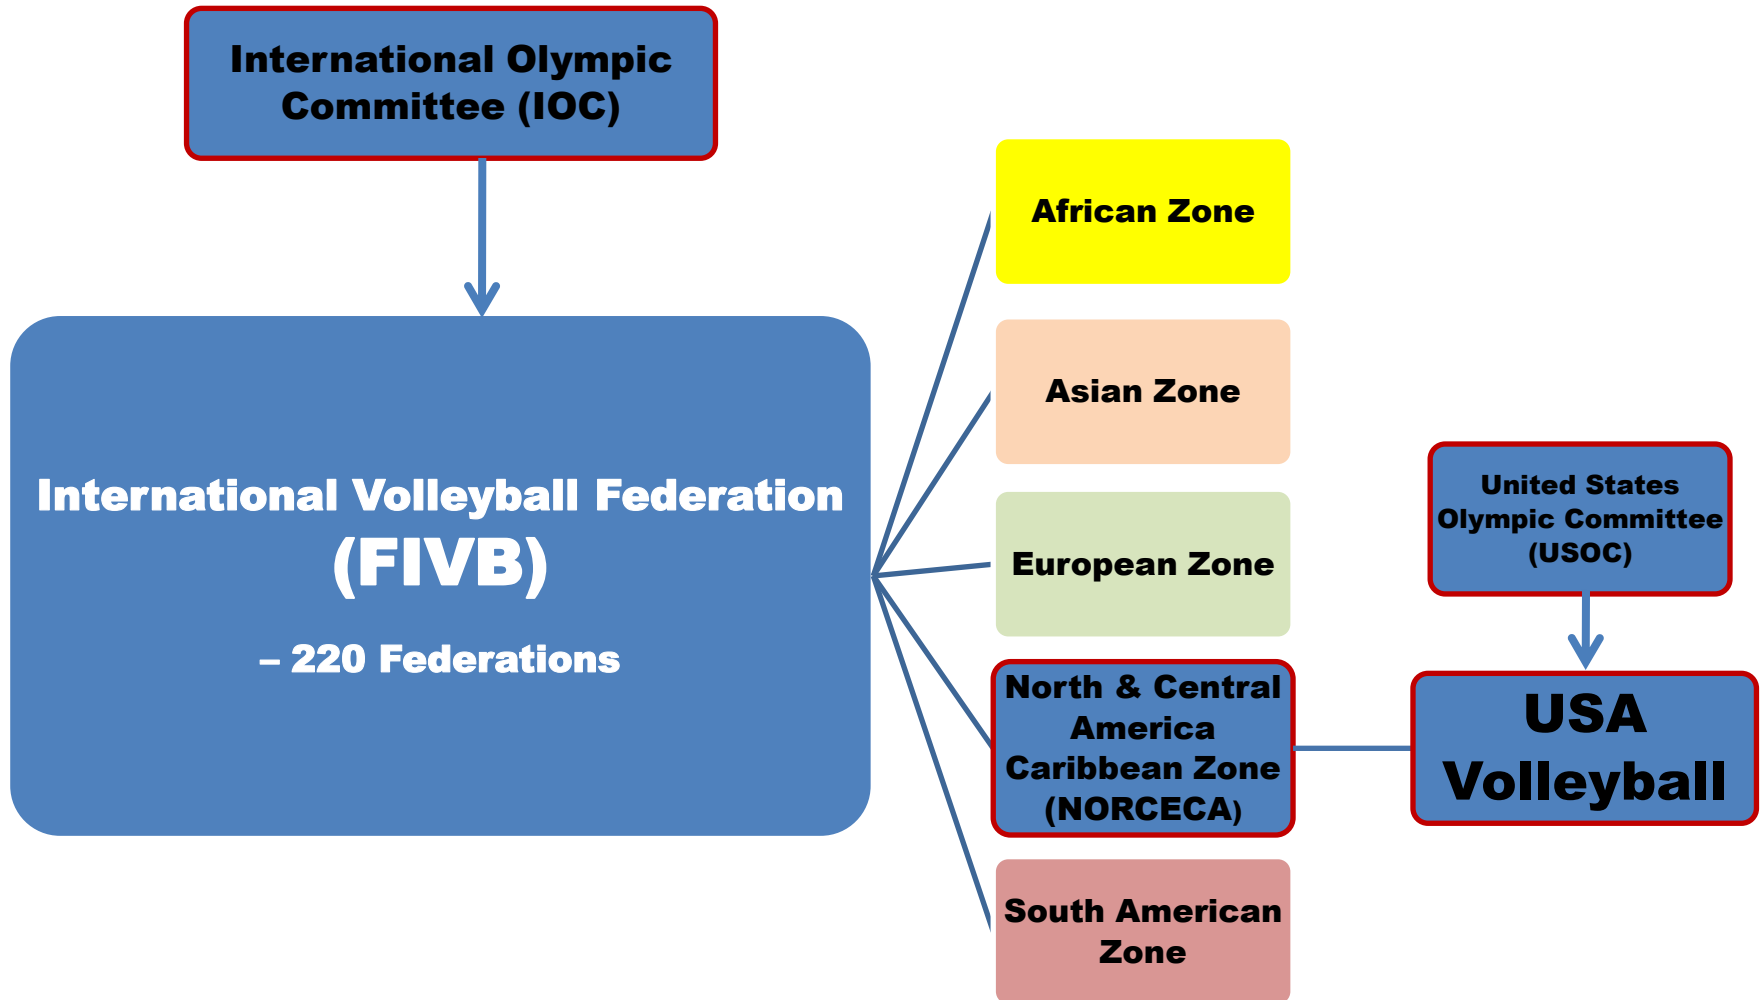 International Olympic
Committee (IOC)
African Zone
Asian Zone
International Volleyball Federation
(FIVB)
– 220 Federations
European Zone
United States
Olympic Committee
(USOC)
North & Central
America
Caribbean Zone
(NORCECA)
USA
Volleyball
South American
Zone